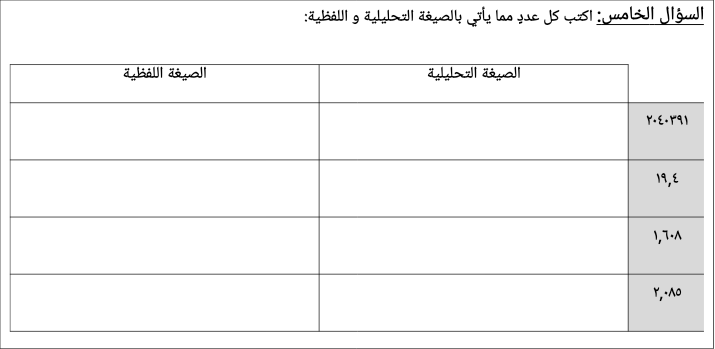 السؤال الخامس: اكتب كل عددٍ مما يأتي بالصيغة التحليلية و اللفظية:
الصيغة التحليلية الصيغة اللفظية
٢٠٤٠٣٩١
١٩,٤
١,٦٠٨
٢,٠٨٥